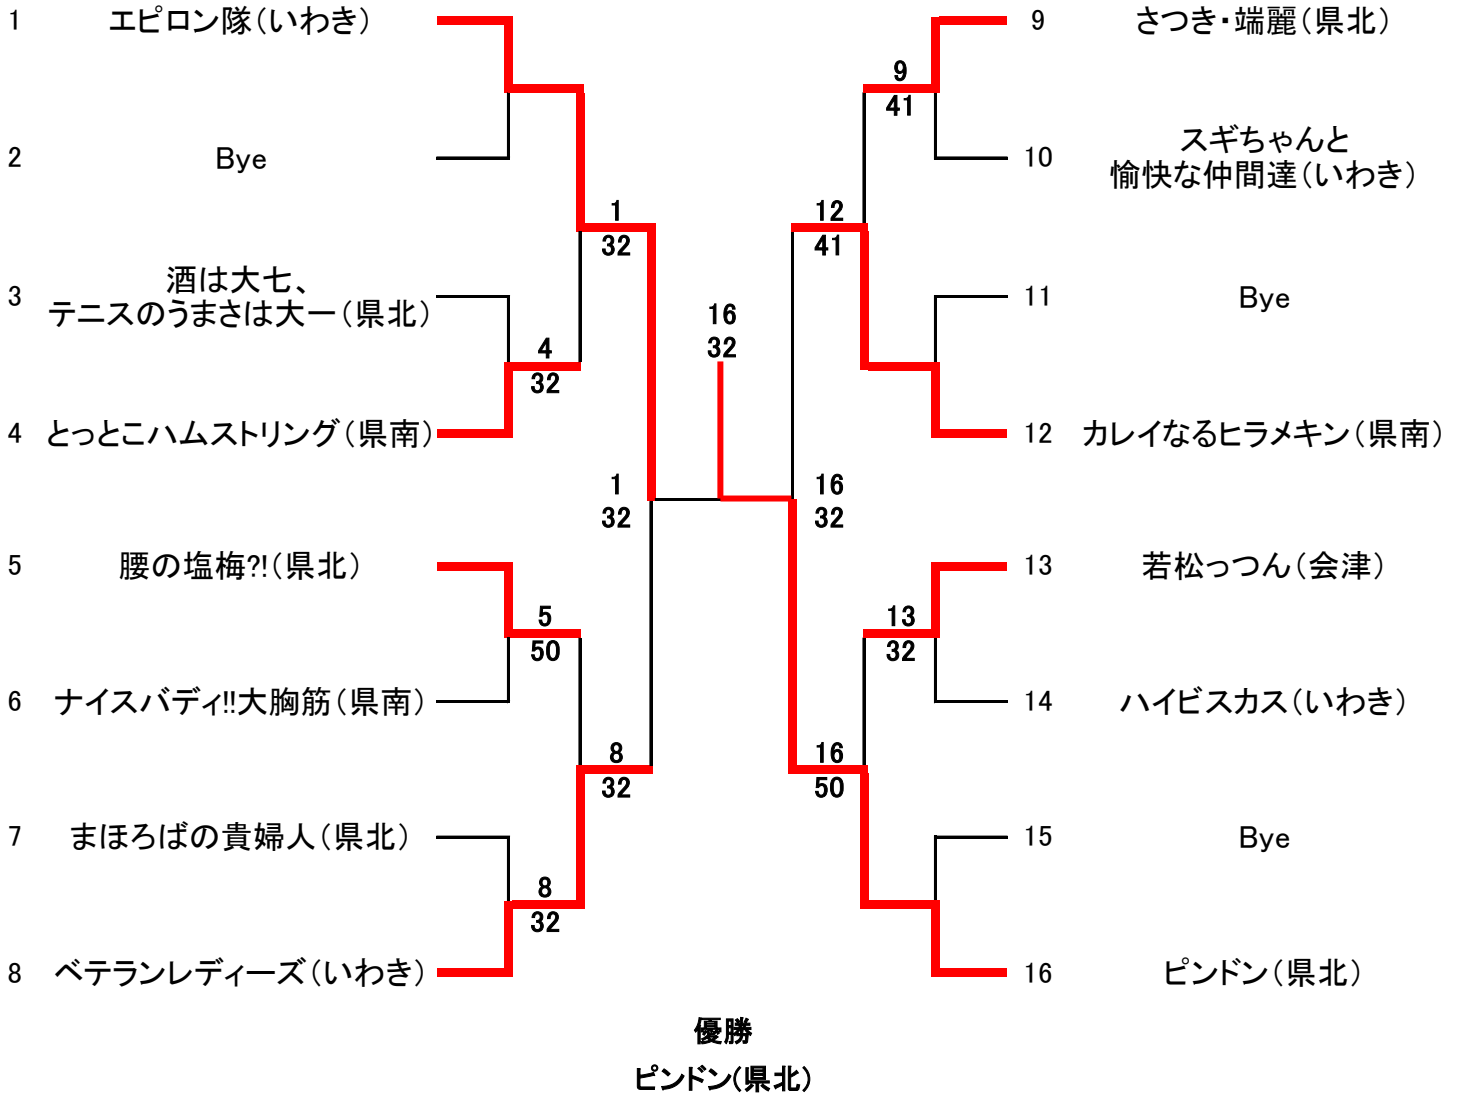 1 エピロン隊(いわき)
2 Bye
3 酒は大七、
テニスのうまさは大一(県北)
4 とっとこハムストリング(県南)
5 腰の塩梅?!(県北)
6 ナイスバディ!!大胸筋(県南)
7 まほろばの貴婦人(県北)
8 ベテランレディーズ(いわき)
4
32
5
50
8
32
1
32
8
32
1
32
16
32
16
32
12
41
16
50
9
41
13
32
9 さつき・端麗(県北)
10 スギちゃんと
愉快な仲間達(いわき)
11 Bye
12 カレイなるヒラメキン(県南)
13 若松っつん(会津)
14 ハイビスカス(いわき)
15 Bye
16 ピンドン(県北)
優勝
ピンドン(県北)